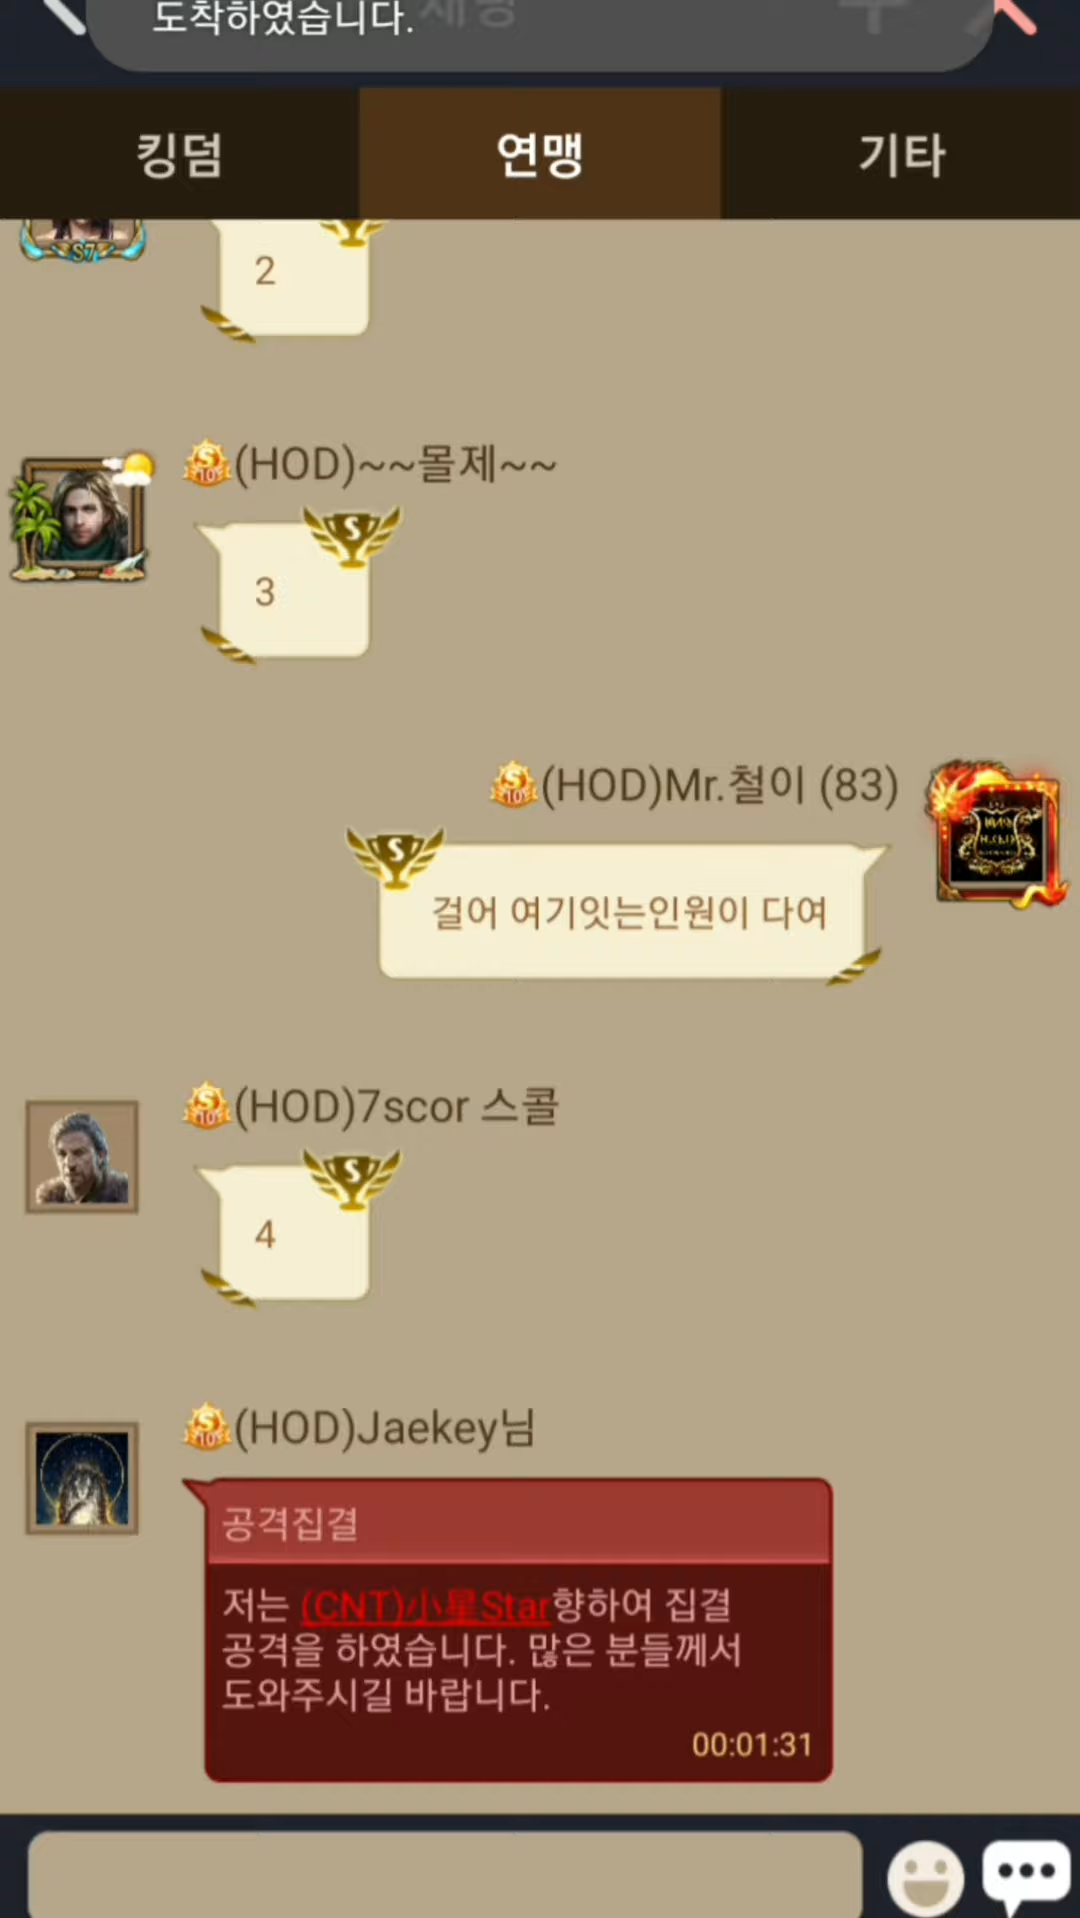 도착하였습니다.
채팅
킹덤
연맹
기타
S7
2
(HOD)~~몰제~~
3
(HOD)Mr.철이 (83)
걸어 여기잇는인원이 다여
(HOD)7scor 스콜
4
(HOD)Jaekey님
공격집결
저는 (CNT)小星Star향하여 집결
공격을 하였습니다. 많은 분들께서
도와주시길 바랍니다.
00:01:31